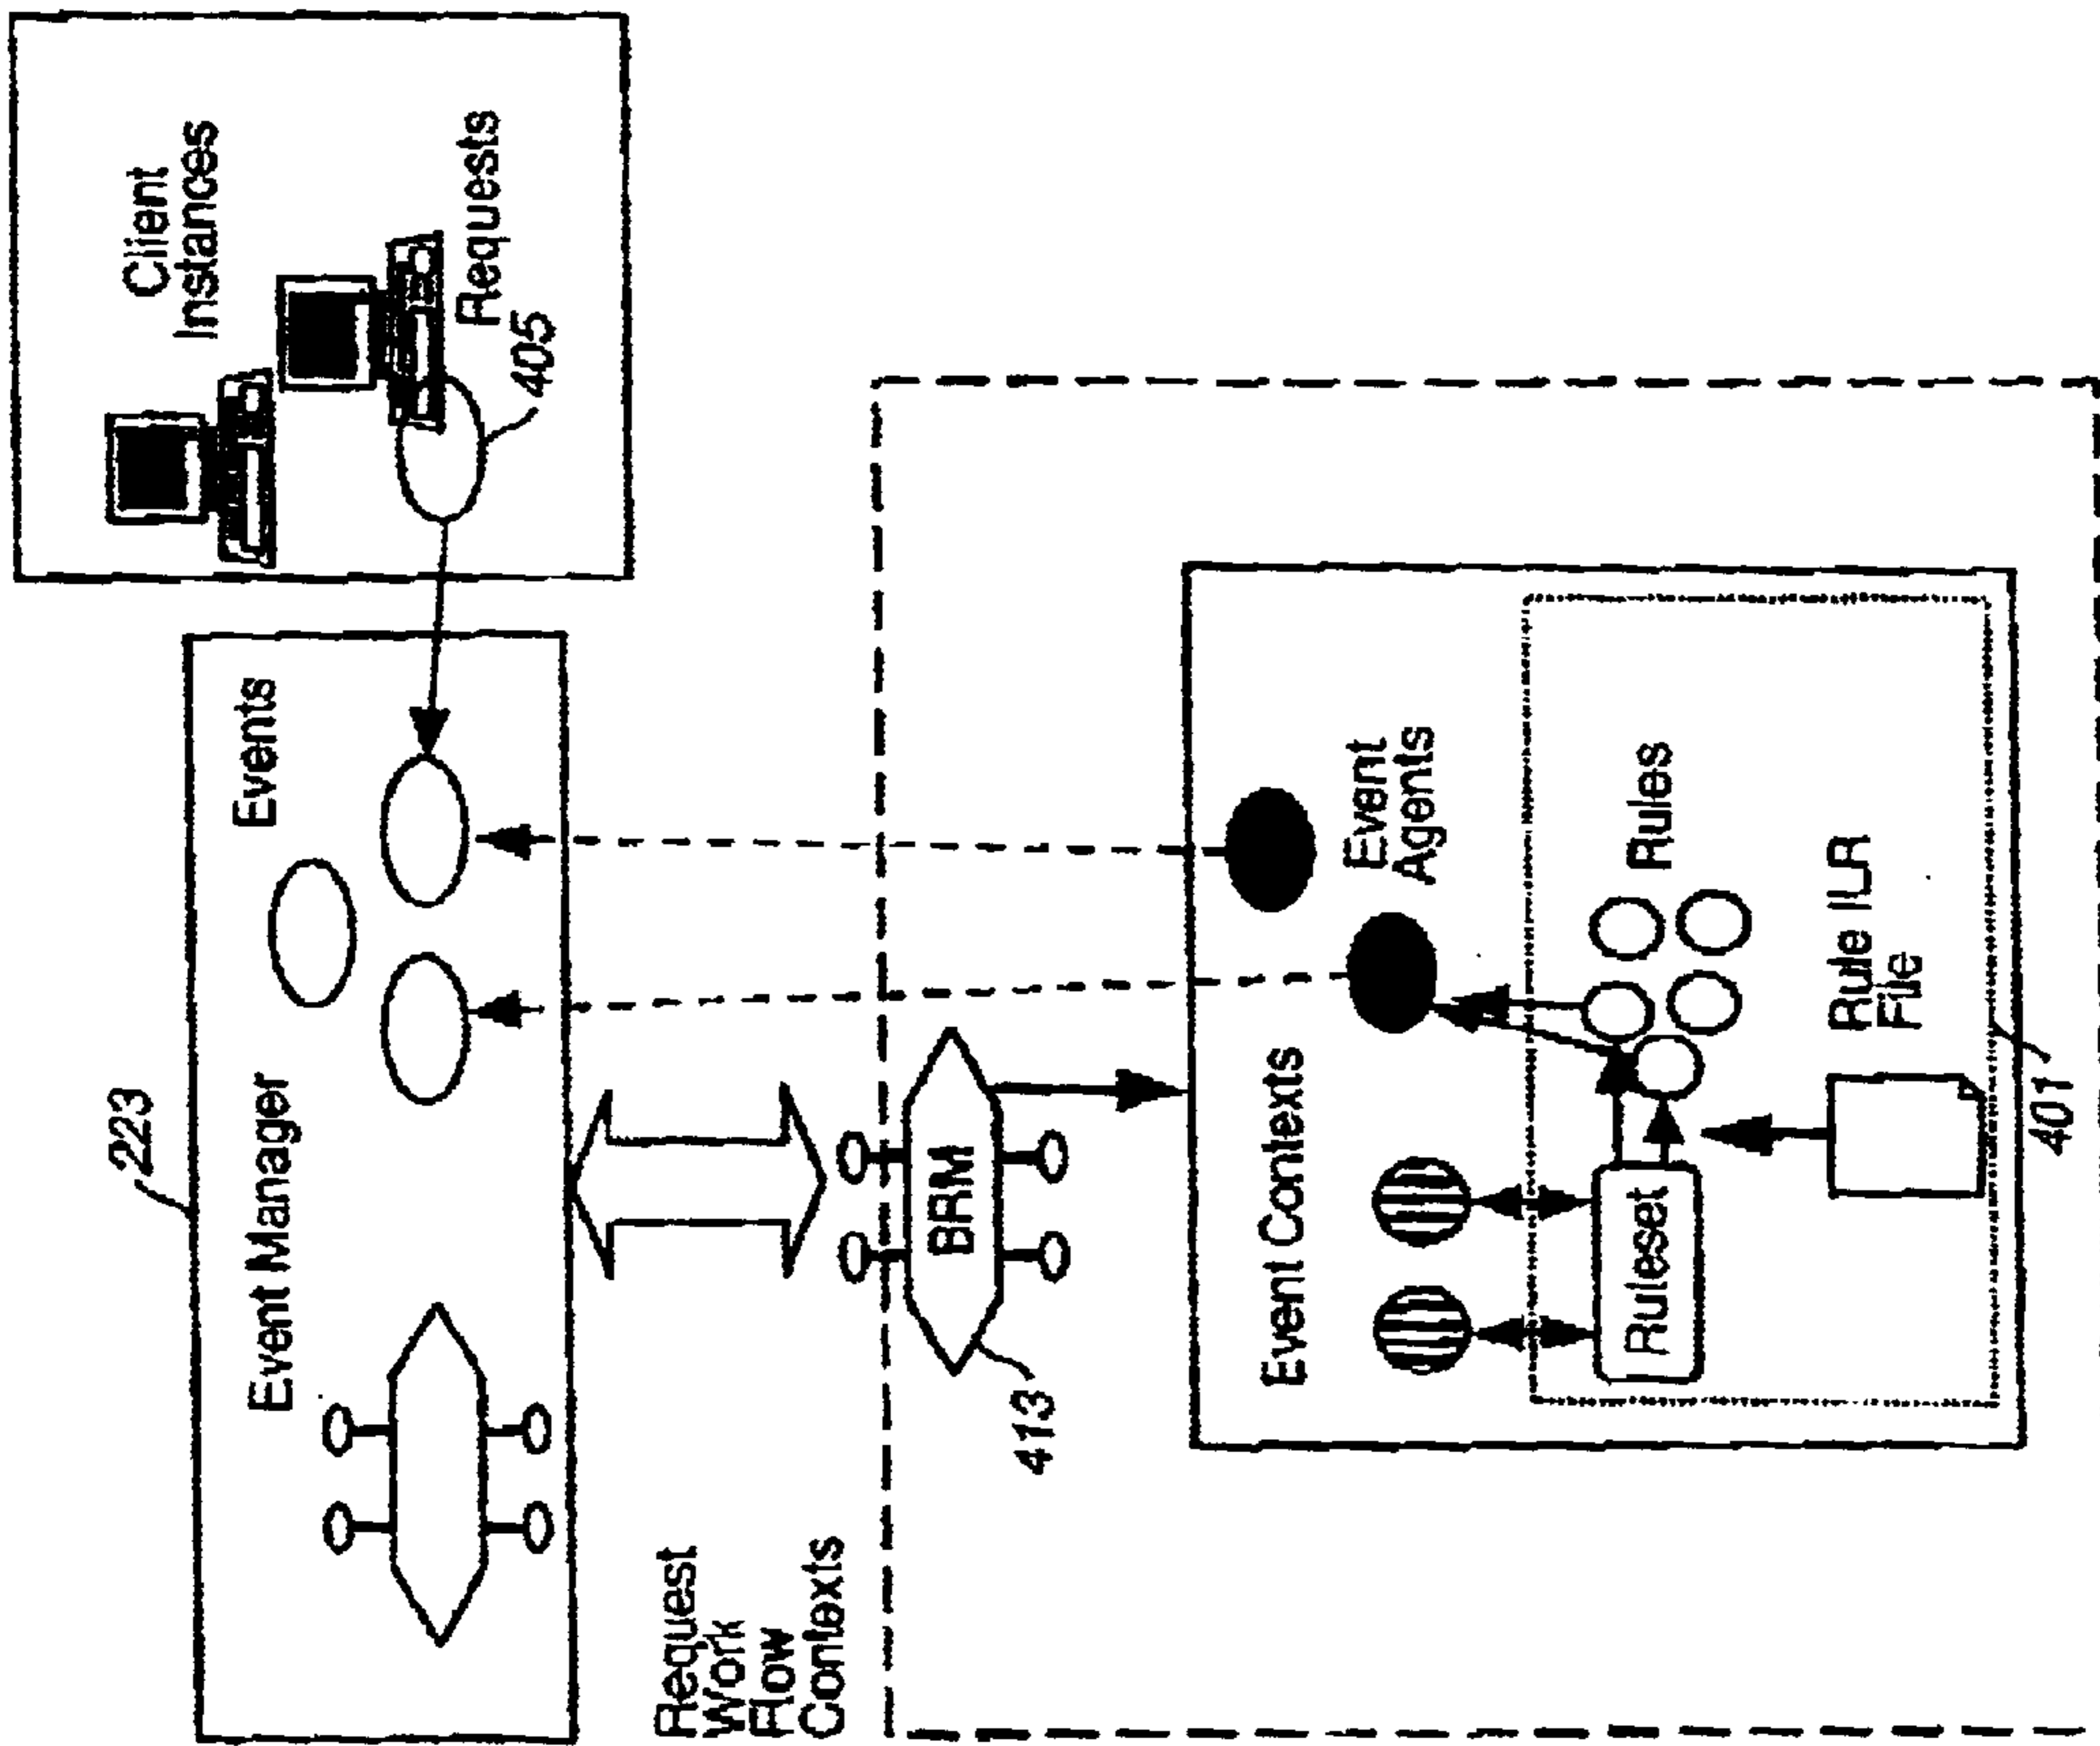 223
Event Manager
Events
Client
Instances
Requests
405
Request
Work
Flow
Contexts
BRM
413
Event Contexts
Event
Agents
Ruleset
Rules
Rule ILR
File
401